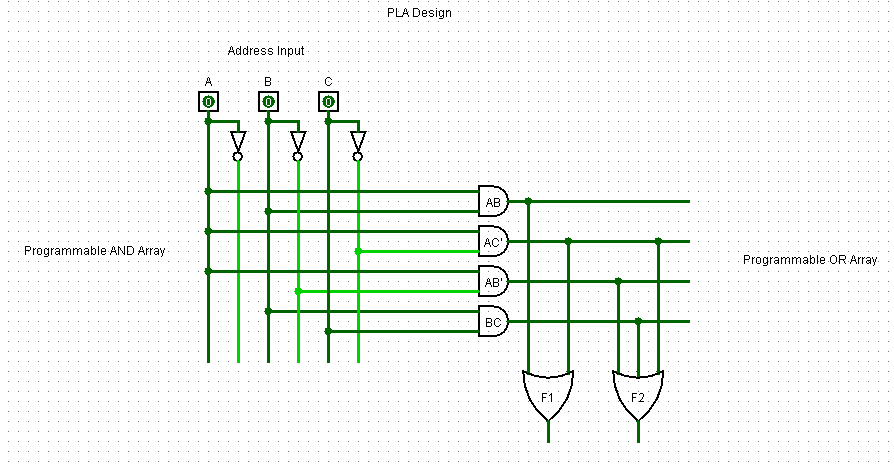 PLA Design
Address Input
A B C
0 0 0
AB
AC'
Programmable AND Array
Programmable OR Array
AB'
BC
F1 F2